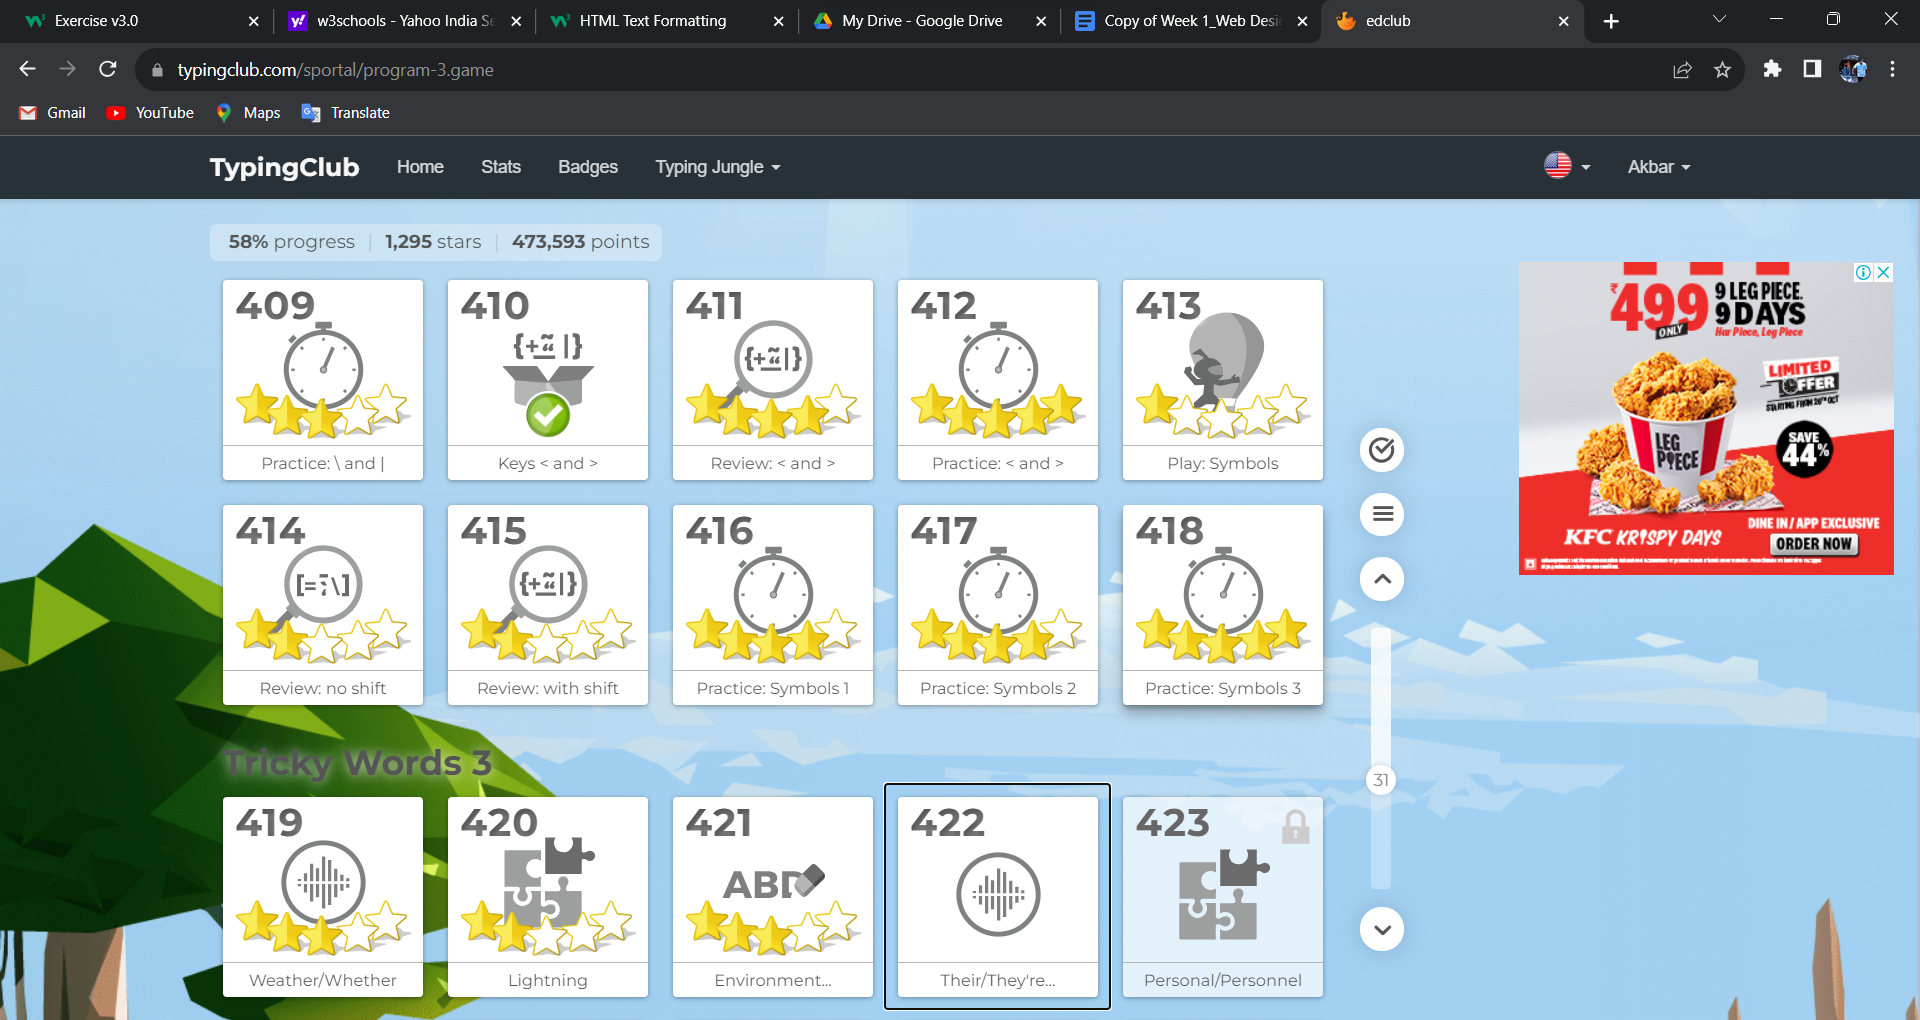 Exercise v3.0
w3schools - Yahoo India Se
HTML Text Formatting
My Drive - Google Drive
Copy of Week 1_Web Desi
edclub
typingclub.com/sportal/program-3.game
Gmail
YouTube
Maps
Translate
TypingClub
Home
Stats
Badges
Typing Jungle
Akbar
58% progress
1,295 stars
473,593 points
409
410
411
412
413
{+~“|}
Practice: \ and |
Keys < and >
Review: < and >
Practice: < and >
Play: Symbols
414
415
416
417
418
Review: no shift
Review: with shift
Practice: Symbols 1
Practice: Symbols 2
Practice: Symbols 3
Tricky Words 3
419
420
421
422
423
Weather/Whether
Lightning
Environment...
Their/They're...
Personal/Personnel
31
₹499
ONLY
9 LEG PIECE.
9 DAYS
Har Piece, Leg Piece
LIMITED
OFFER
STARTING FROM 26TH OCT
LEG
PIECE
SAVE
44%
KFC KRISPY DAYS
DINE IN / APP EXCLUSIVE
ORDER NOW